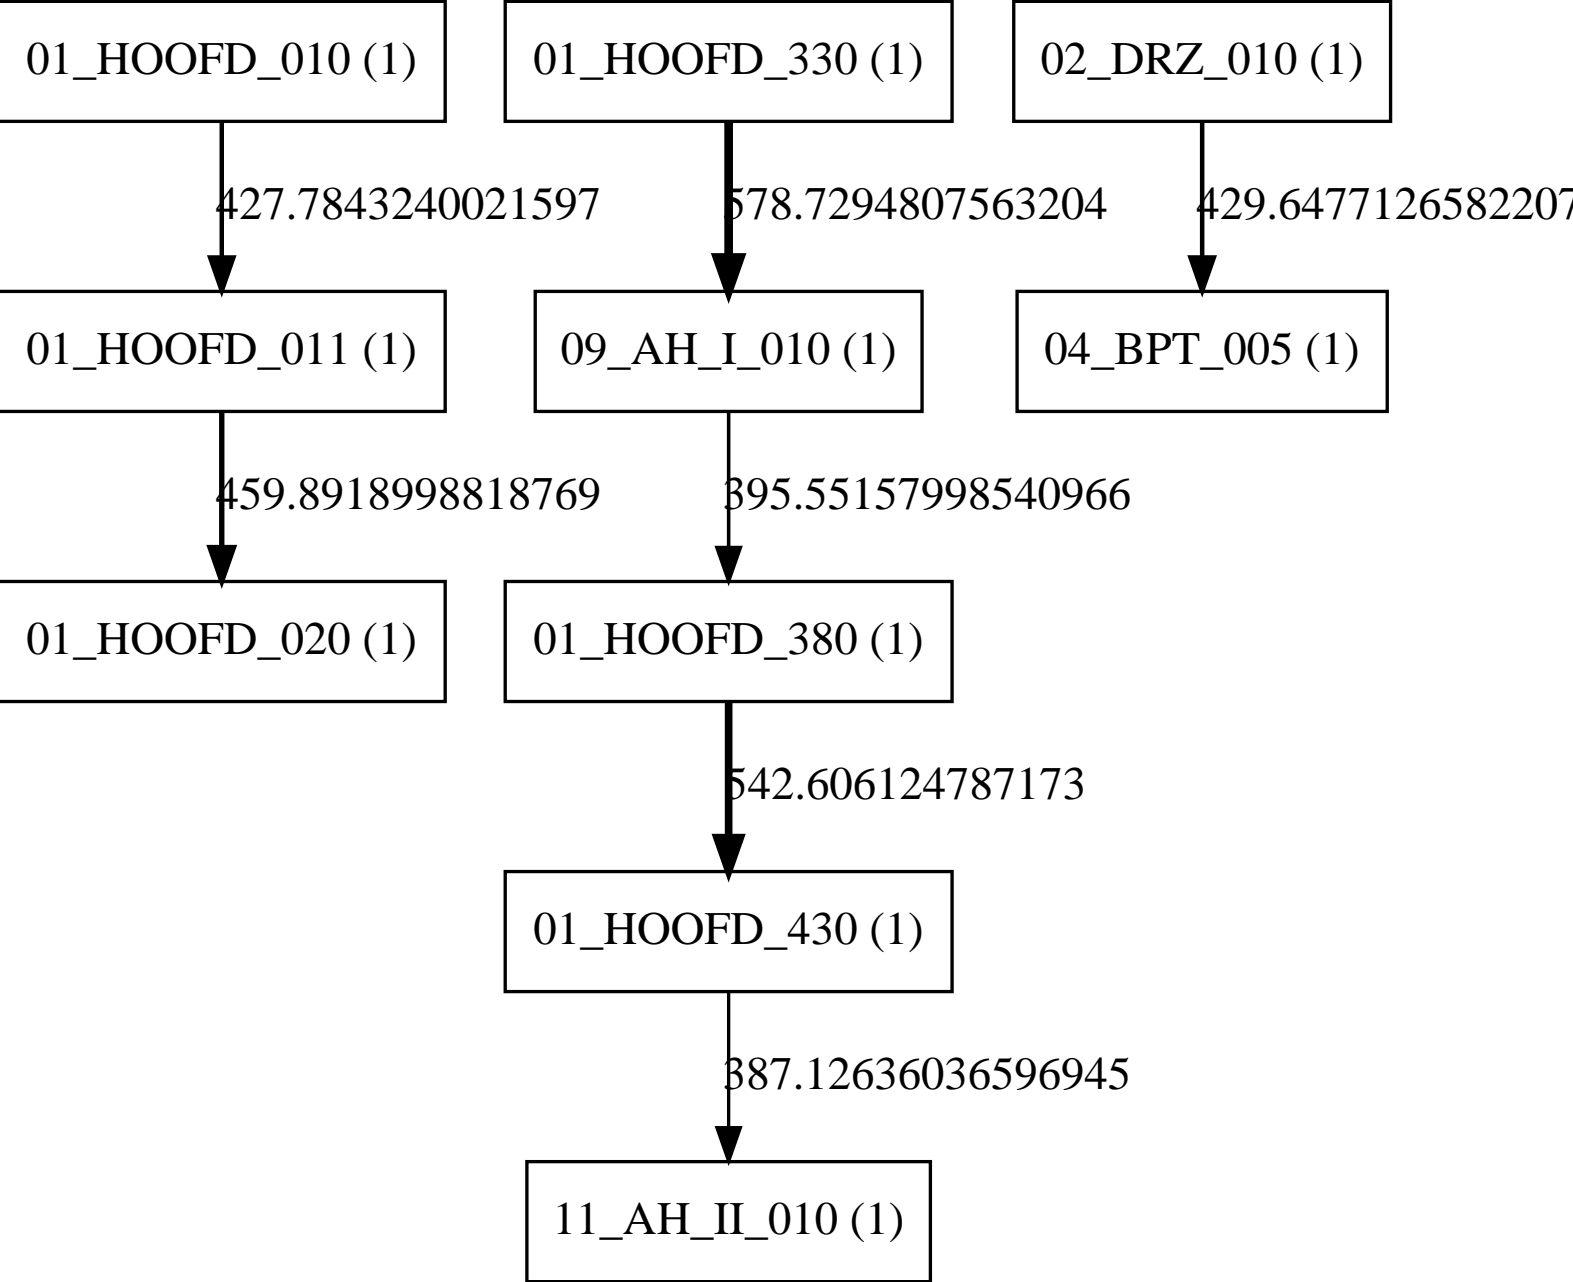 01_HOOFD_010 (1)
01_HOOFD_330 (1)
02_DRZ_010 (1)
427.7843240021597
578.7294807563204
429.6477126582207
01_HOOFD_011 (1)
09_AH_I_010 (1)
04_BPT_005 (1)
459.8918998818769
395.55157998540966
01_HOOFD_020 (1)
01_HOOFD_380 (1)
542.606124787173
01_HOOFD_430 (1)
387.12636036596945
11_AH_II_010 (1)